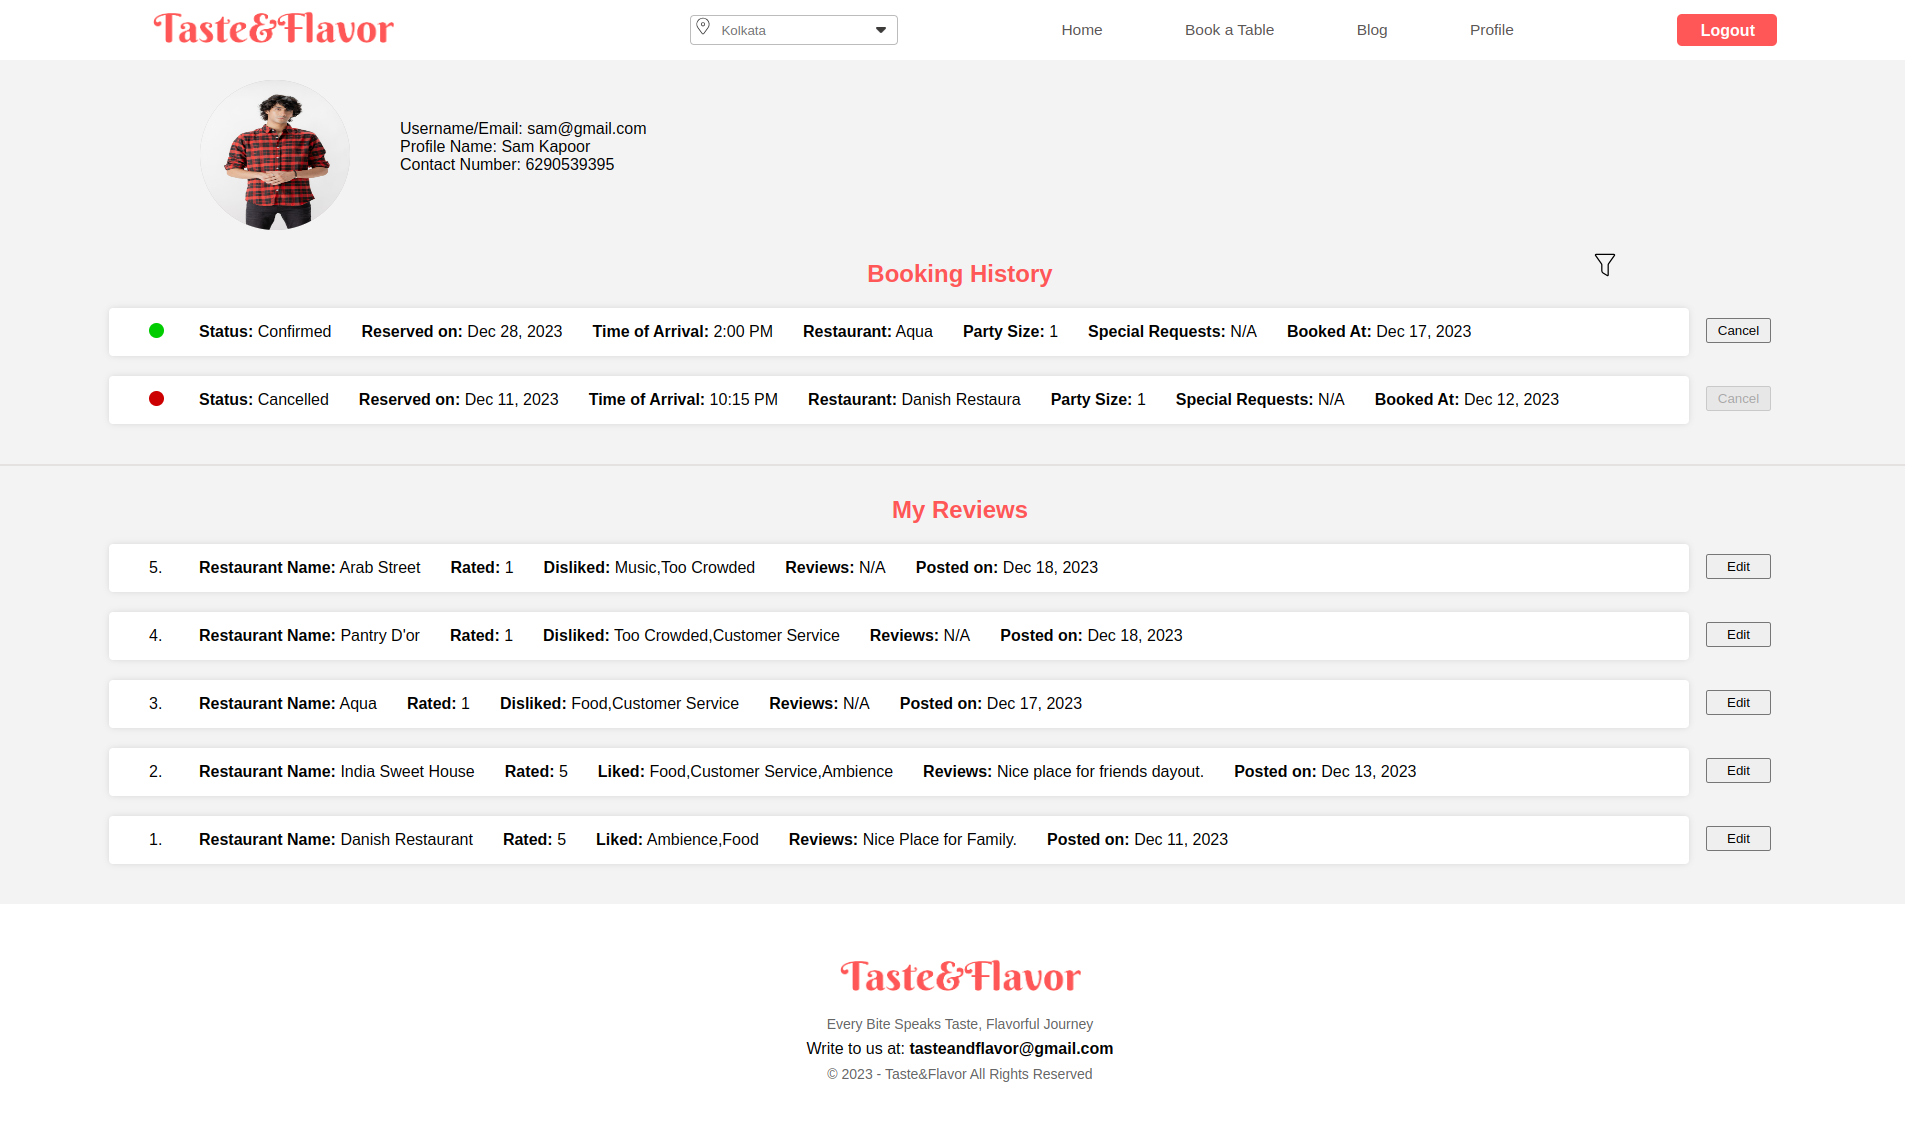 Taste&Flavor
Kolkata
Home
Book a Table
Blog
Profile
Logout
Username/Email: sam@gmail.com
Profile Name: Sam Kapoor
Contact Number: 6290539395
Booking History
Status: Confirmed Reserved on: Dec 28, 2023 Time of Arrival: 2:00 PM Restaurant: Aqua Party Size: 1 Special Requests: N/A Booked At: Dec 17, 2023 Cancel
Status: Cancelled Reserved on: Dec 11, 2023 Time of Arrival: 10:15 PM Restaurant: Danish Restaura Party Size: 1 Special Requests: N/A Booked At: Dec 12, 2023 Cancel
My Reviews
5. Restaurant Name: Arab Street Rated: 1 Disliked: Music,Too Crowded Reviews: N/A Posted on: Dec 18, 2023 Edit
4. Restaurant Name: Pantry D'or Rated: 1 Disliked: Too Crowded,Customer Service Reviews: N/A Posted on: Dec 18, 2023 Edit
3. Restaurant Name: Aqua Rated: 1 Disliked: Food,Customer Service Reviews: N/A Posted on: Dec 17, 2023 Edit
2. Restaurant Name: India Sweet House Rated: 5 Liked: Food,Customer Service,Ambience Reviews: Nice place for friends dayout. Posted on: Dec 13, 2023 Edit
1. Restaurant Name: Danish Restaurant Rated: 5 Liked: Ambience,Food Reviews: Nice Place for Family. Posted on: Dec 11, 2023 Edit
Taste&Flavor
Every Bite Speaks Taste, Flavorful Journey
Write to us at: tasteandflavor@gmail.com
© 2023 - Taste&Flavor All Rights Reserved